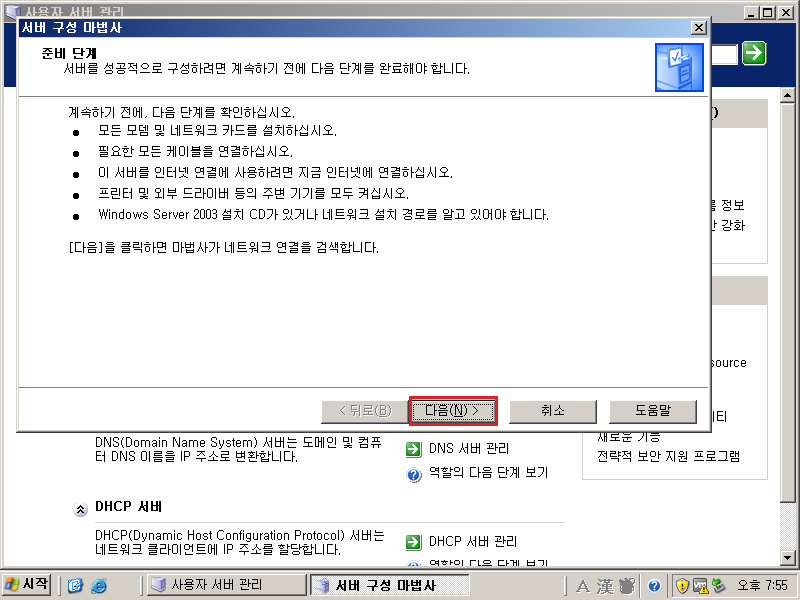 사용자 서버 관리
서버 구성 마법사
준비 단계
서버를 성공적으로 구성하려면 계속하기 전에 다음 단계를 완료해야 합니다.
계속하기 전에, 다음 단계를 확인하십시오.
● 모든 모뎀 및 네트워크 카드를 설치하십시오.
● 필요한 모든 케이블을 연결하십시오.
● 이 서버를 인터넷 연결에 사용하려면 지금 인터넷에 연결하십시오.
● 프린터 및 외부 드라이버 등의 주변 기기를 모두 켜십시오.
● Windows Server 2003 설치 CD가 있거나 네트워크 설치 경로를 알고 있어야 합니다.
[다음]을 클릭하면 마법사가 네트워크 연결을 검색합니다.
정보
강화
source
< 뒤로(B)
다음(N) >
취소
도움말
티
새로운 기능
전략적 보안 지원 프로그램
DNS(Domain Name System) 서버는 도메인 및 컴퓨
터 DNS 이름을 IP 주소로 변환합니다.
DNS 서버 관리
역할의 다음 단계 보기
DHCP 서버
DHCP(Dynamic Host Configuration Protocol) 서버는
네트워크 클라이언트에 IP 주소를 할당합니다.
DHCP 서버 관리
역할의 다음 단계 보기
시작
사용자 서버 관리
서버 구성 마법사
A 漢
오후 7:55